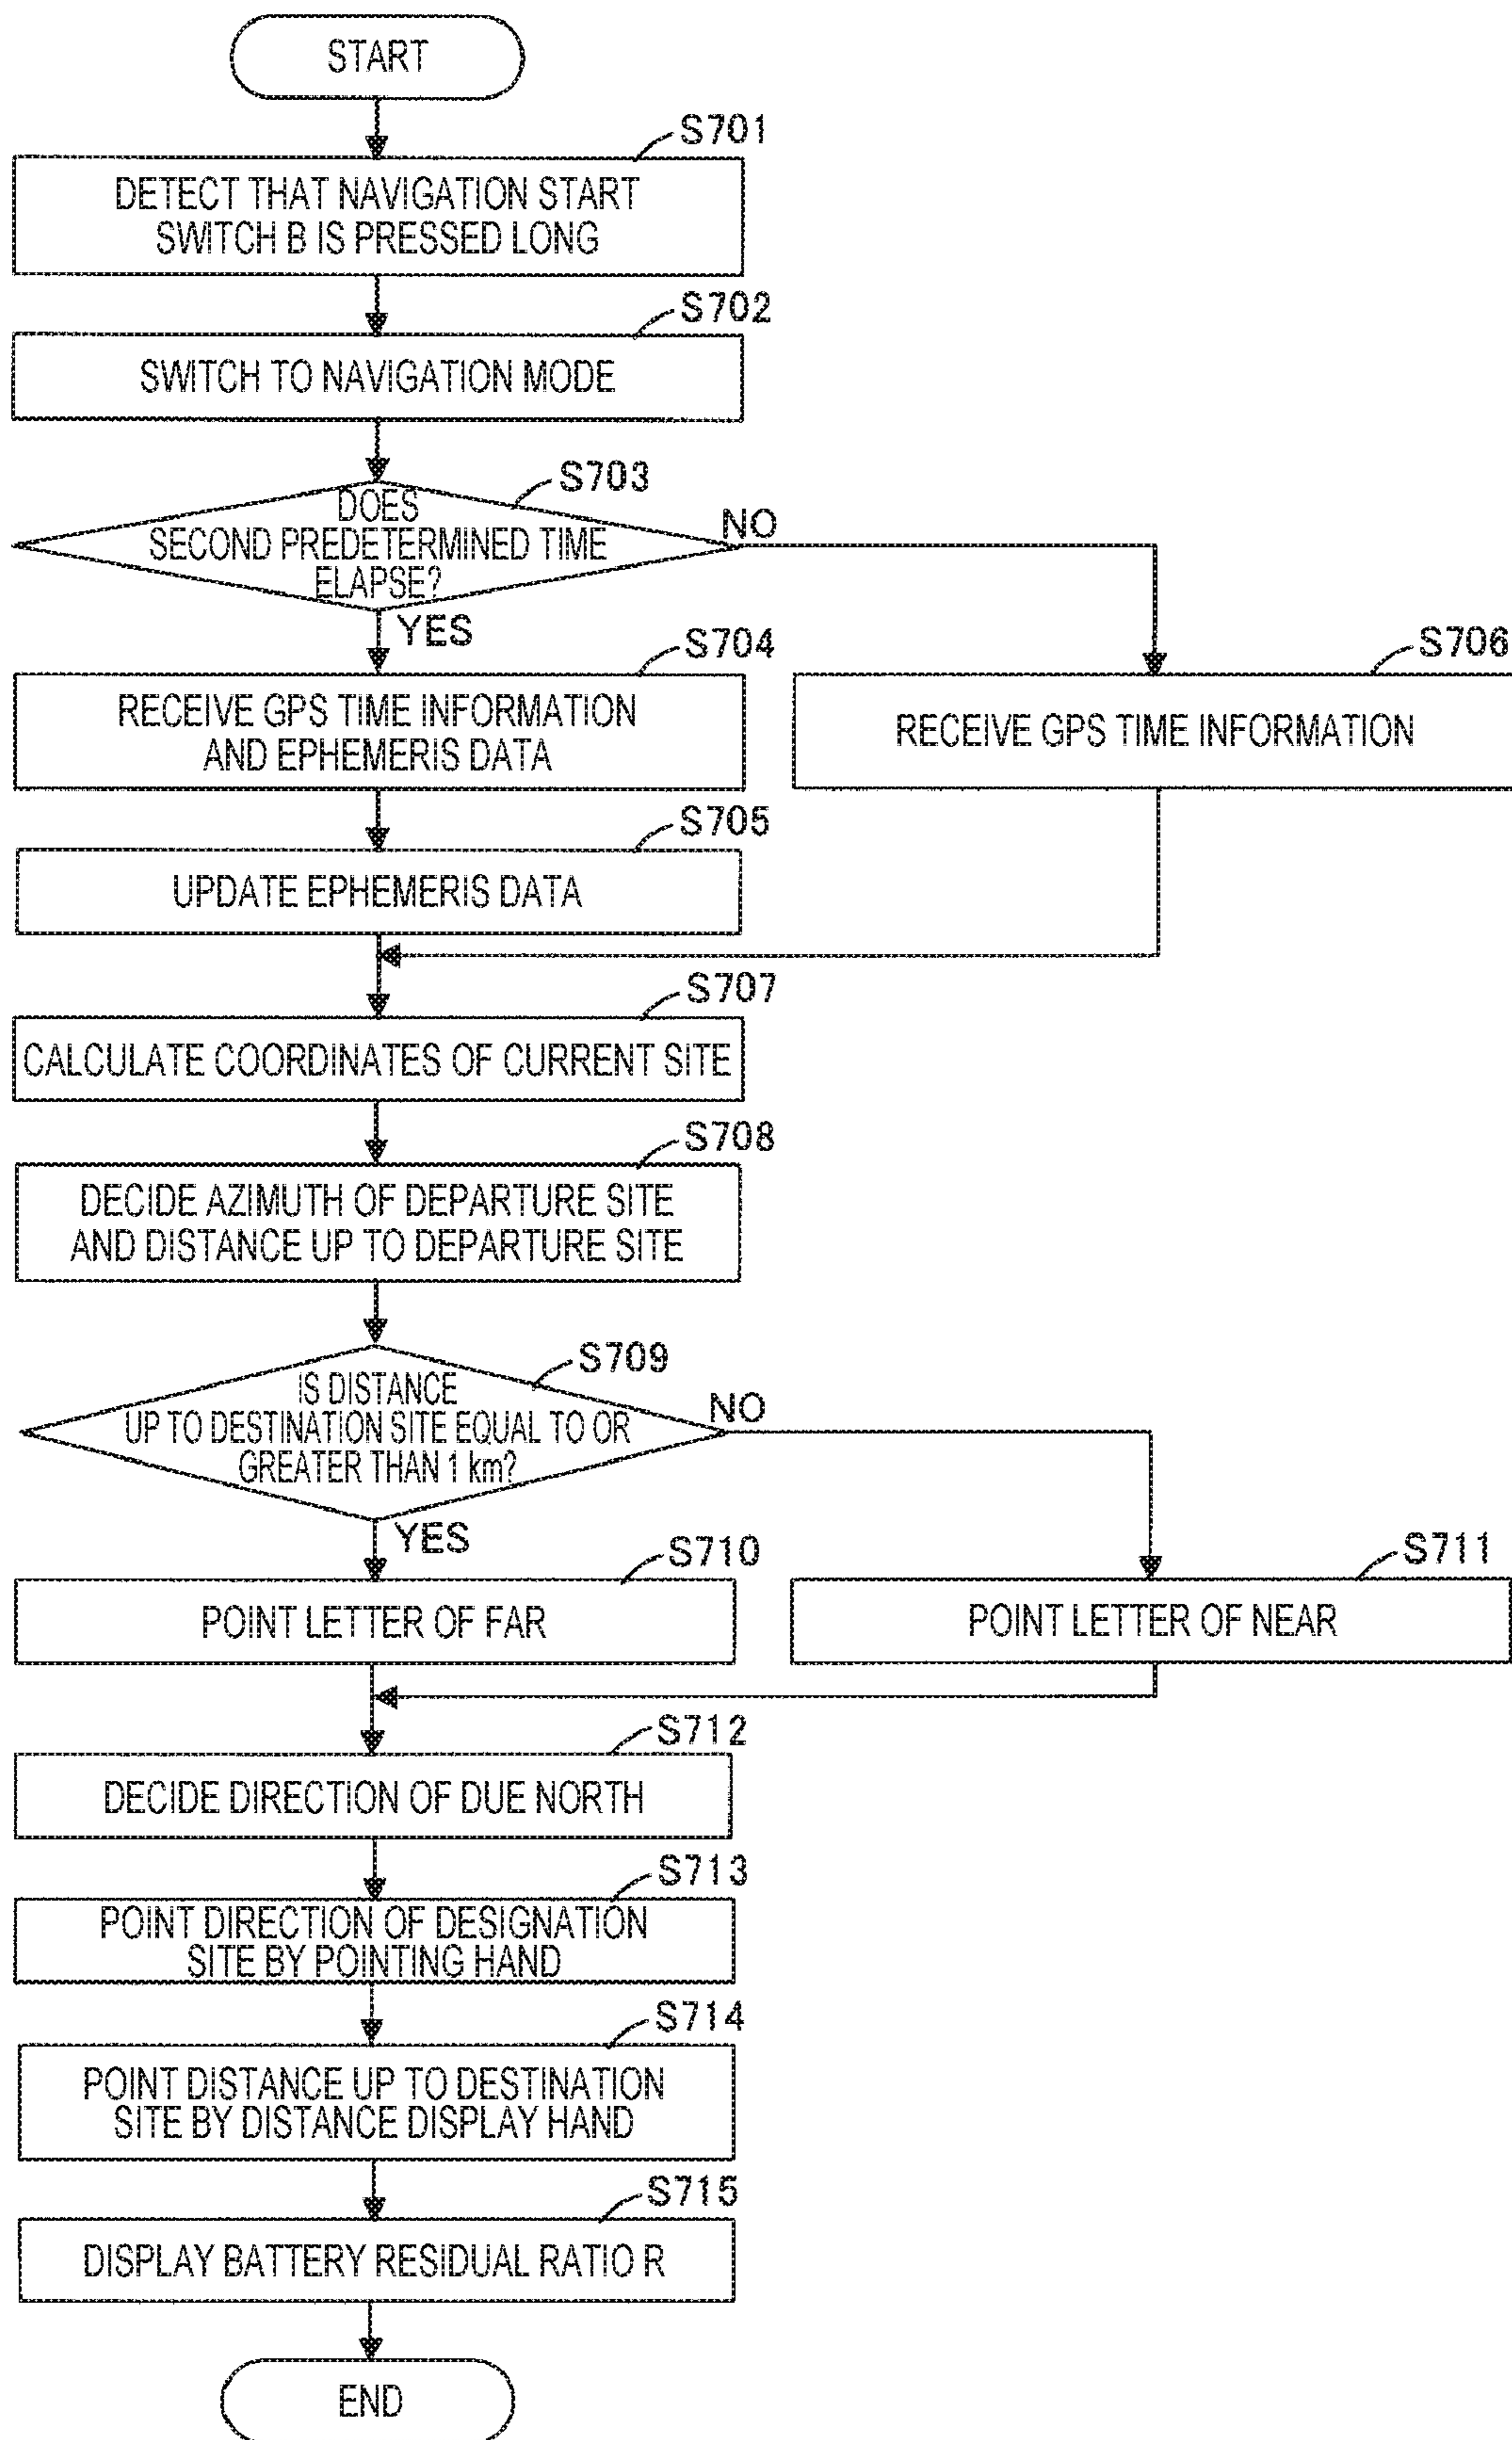 START
S701
DETECT THAT NAVIGATION START
SWITCH B IS PRESSED LONG
S702
SWITCH TO NAVIGATION MODE
S703
DOES
SECOND PREDETERMINED TIME
ELAPSE?
NO
YES
S704
RECEIVE GPS TIME INFORMATION
AND EPHEMERIS DATA
S706
RECEIVE GPS TIME INFORMATION
S705
UPDATE EPHEMERIS DATA
S707
CALCULATE COORDINATES OF CURRENT SITE
S708
DECIDE AZIMUTH OF DEPARTURE SITE
AND DISTANCE UP TO DEPARTURE SITE
S709
IS DISTANCE
UP TO DESTINATION SITE EQUAL TO OR
GREATER THAN 1 km?
NO
YES
S710
POINT LETTER OF FAR
S711
POINT LETTER OF NEAR
S712
DECIDE DIRECTION OF DUE NORTH
S713
POINT DIRECTION OF DESIGNATION
SITE BY POINTING HAND
S714
POINT DISTANCE UP TO DESTINATION
SITE BY DISTANCE DISPLAY HAND
S715
DISPLAY BATTERY RESIDUAL RATIO R
END